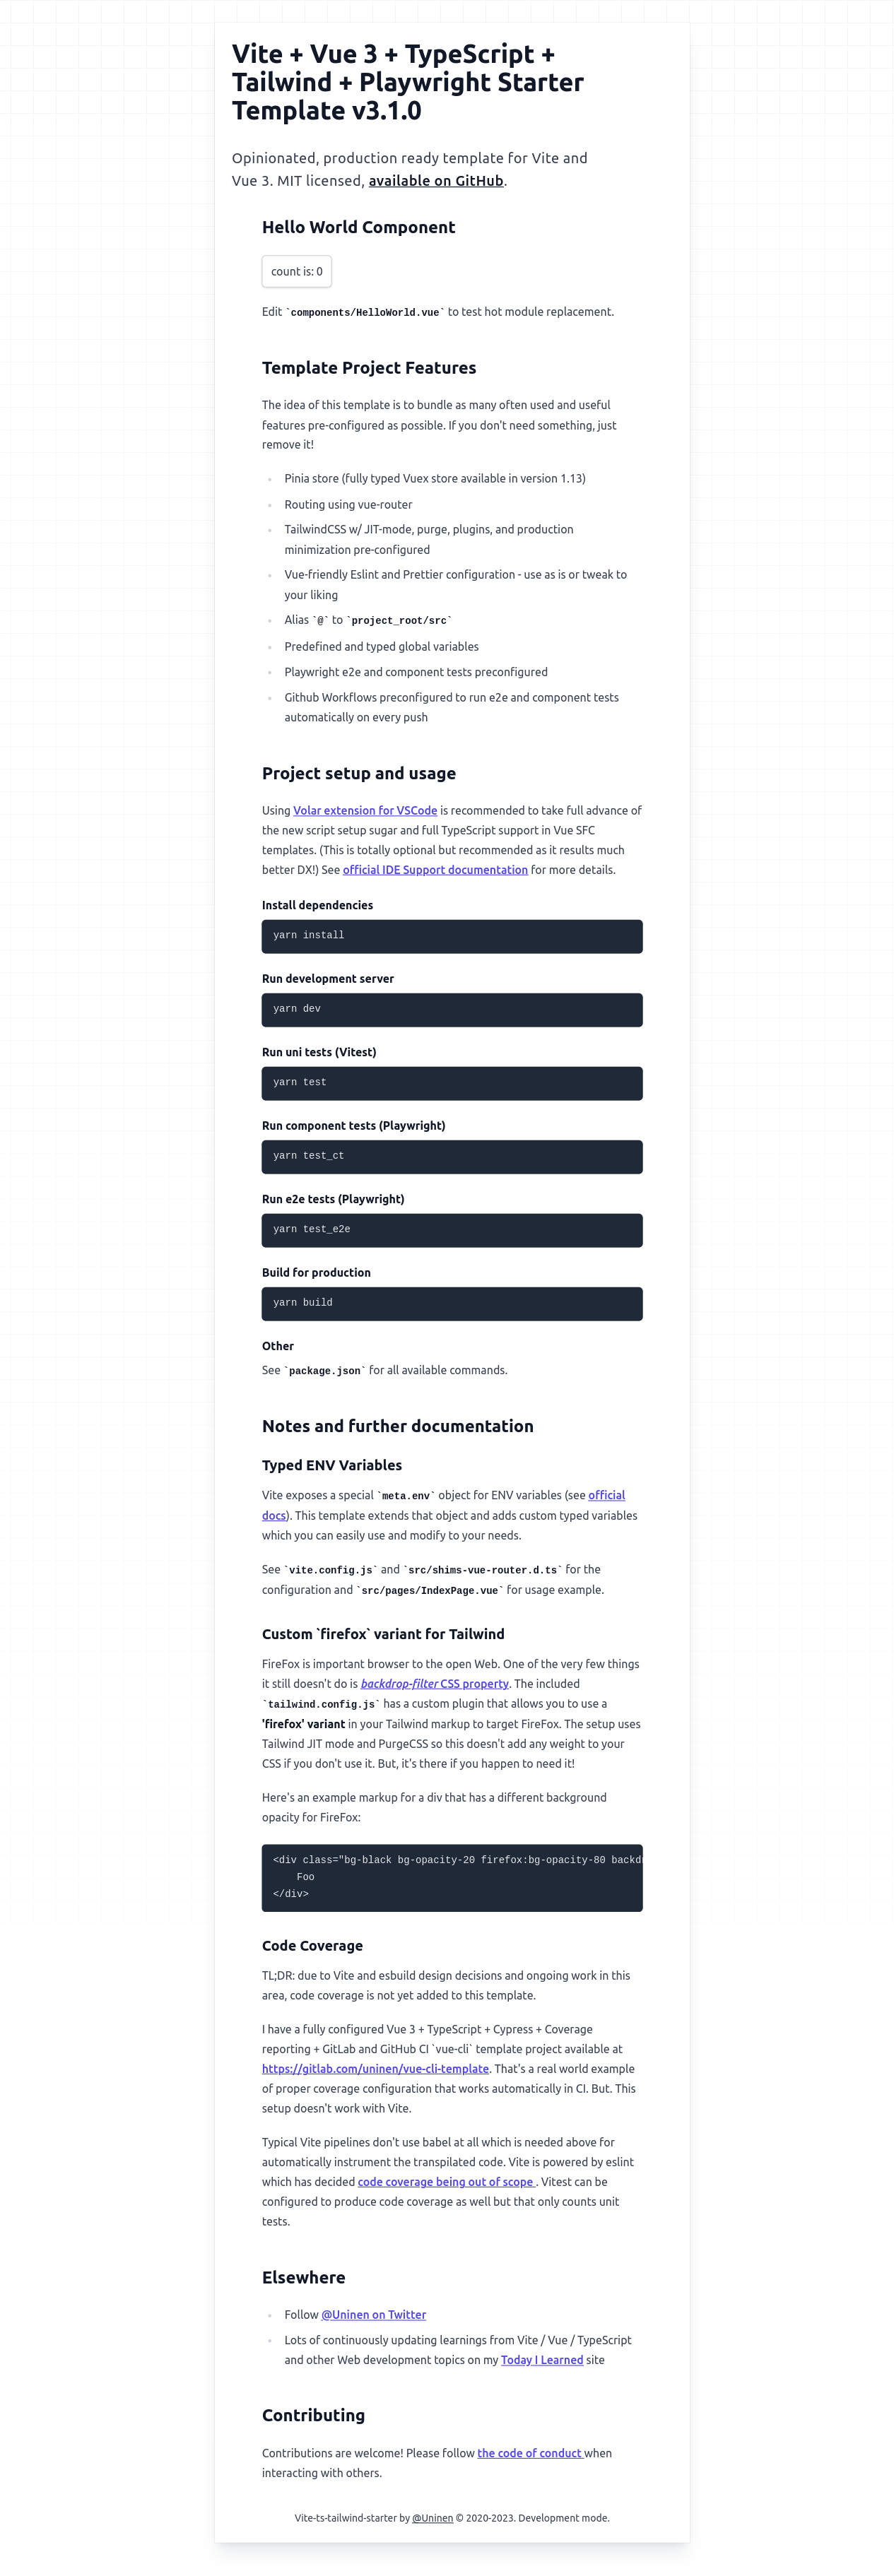 Vite + Vue 3 + TypeScript +
Tailwind + Playwright Starter
Template v3.1.0
Opinionated, production ready template for Vite and
Vue 3. MIT licensed, available on GitHub.
Hello World Component
count is: 0
Edit `components/HelloWorld.vue` to test hot module replacement.
Template Project Features
The idea of this template is to bundle as many often used and useful
features pre-configured as possible. If you don't need something, just
remove it!
Pinia store (fully typed Vuex store available in version 1.13)
Routing using vue-router
TailwindCSS w/ JIT-mode, purge, plugins, and production
minimization pre-configured
Vue-friendly Eslint and Prettier configuration - use as is or tweak to
your liking
Alias `@` to `project_root/src`
Predefined and typed global variables
Playwright e2e and component tests preconfigured
Github Workflows preconfigured to run e2e and component tests
automatically on every push
Project setup and usage
Using Volar extension for VSCode is recommended to take full advance of
the new script setup sugar and full TypeScript support in Vue SFC
templates. (This is totally optional but recommended as it results much
better DX!) See official IDE Support documentation for more details.
Install dependencies
yarn install
Run development server
yarn dev
Run uni tests (Vitest)
yarn test
Run component tests (Playwright)
yarn test_ct
Run e2e tests (Playwright)
yarn test_e2e
Build for production
yarn build
Other
See `package.json` for all available commands.
Notes and further documentation
Typed ENV Variables
Vite exposes a special `meta.env` object for ENV variables (see official
docs). This template extends that object and adds custom typed variables
which you can easily use and modify to your needs.
See `vite.config.js` and `src/shims-vue-router.d.ts` for the
configuration and `src/pages/IndexPage.vue` for usage example.
Custom `firefox` variant for Tailwind
FireFox is important browser to the open Web. One of the very few things
it still doesn't do is backdrop-filter CSS property. The included
`tailwind.config.js` has a custom plugin that allows you to use a
'firefox' variant in your Tailwind markup to target FireFox. The setup uses
Tailwind JIT mode and PurgeCSS so this doesn't add any weight to your
CSS if you don't use it. But, it's there if you happen to need it!
Here's an example markup for a div that has a different background
opacity for FireFox:
<div class="bg-black bg-opacity-20 firefox:bg-opacity-80 backd
Foo
</div>
Code Coverage
TL;DR: due to Vite and esbuild design decisions and ongoing work in this
area, code coverage is not yet added to this template.
I have a fully configured Vue 3 + TypeScript + Cypress + Coverage
reporting + GitLab and GitHub CI `vue-cli` template project available at
https://gitlab.com/uninen/vue-cli-template. That's a real world example
of proper coverage configuration that works automatically in CI. But. This
setup doesn't work with Vite.
Typical Vite pipelines don't use babel at all which is needed above for
automatically instrument the transpilated code. Vite is powered by eslint
which has decided code coverage being out of scope . Vitest can be
configured to produce code coverage as well but that only counts unit
tests.
Elsewhere
Follow @Uninen on Twitter
Lots of continuously updating learnings from Vite / Vue / TypeScript
and other Web development topics on my Today I Learned site
Contributing
Contributions are welcome! Please follow the code of conduct when
interacting with others.
Vite-ts-tailwind-starter by @Uninen © 2020-2023. Development mode.